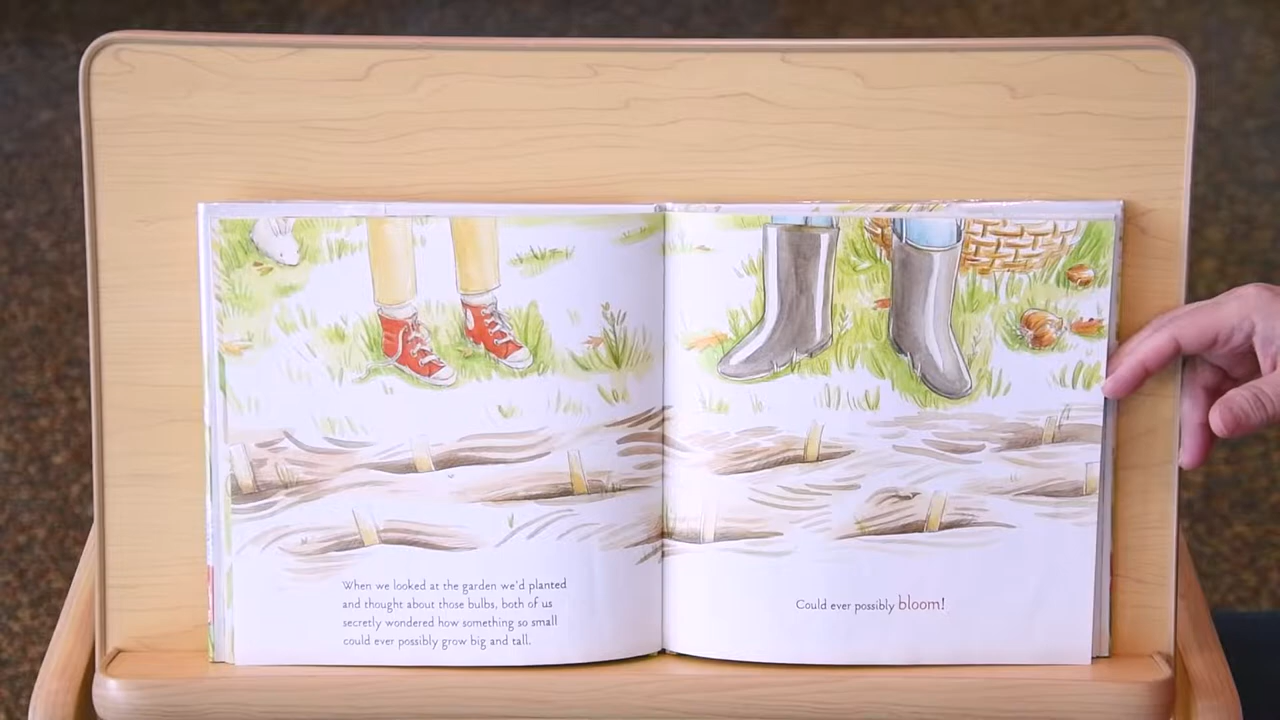 When we looked at the garden we'd planted
and thought about those bulbs, both of us
secretly wondered how something so small
could ever possibly grow big and tall.
Could ever possibly bloom!